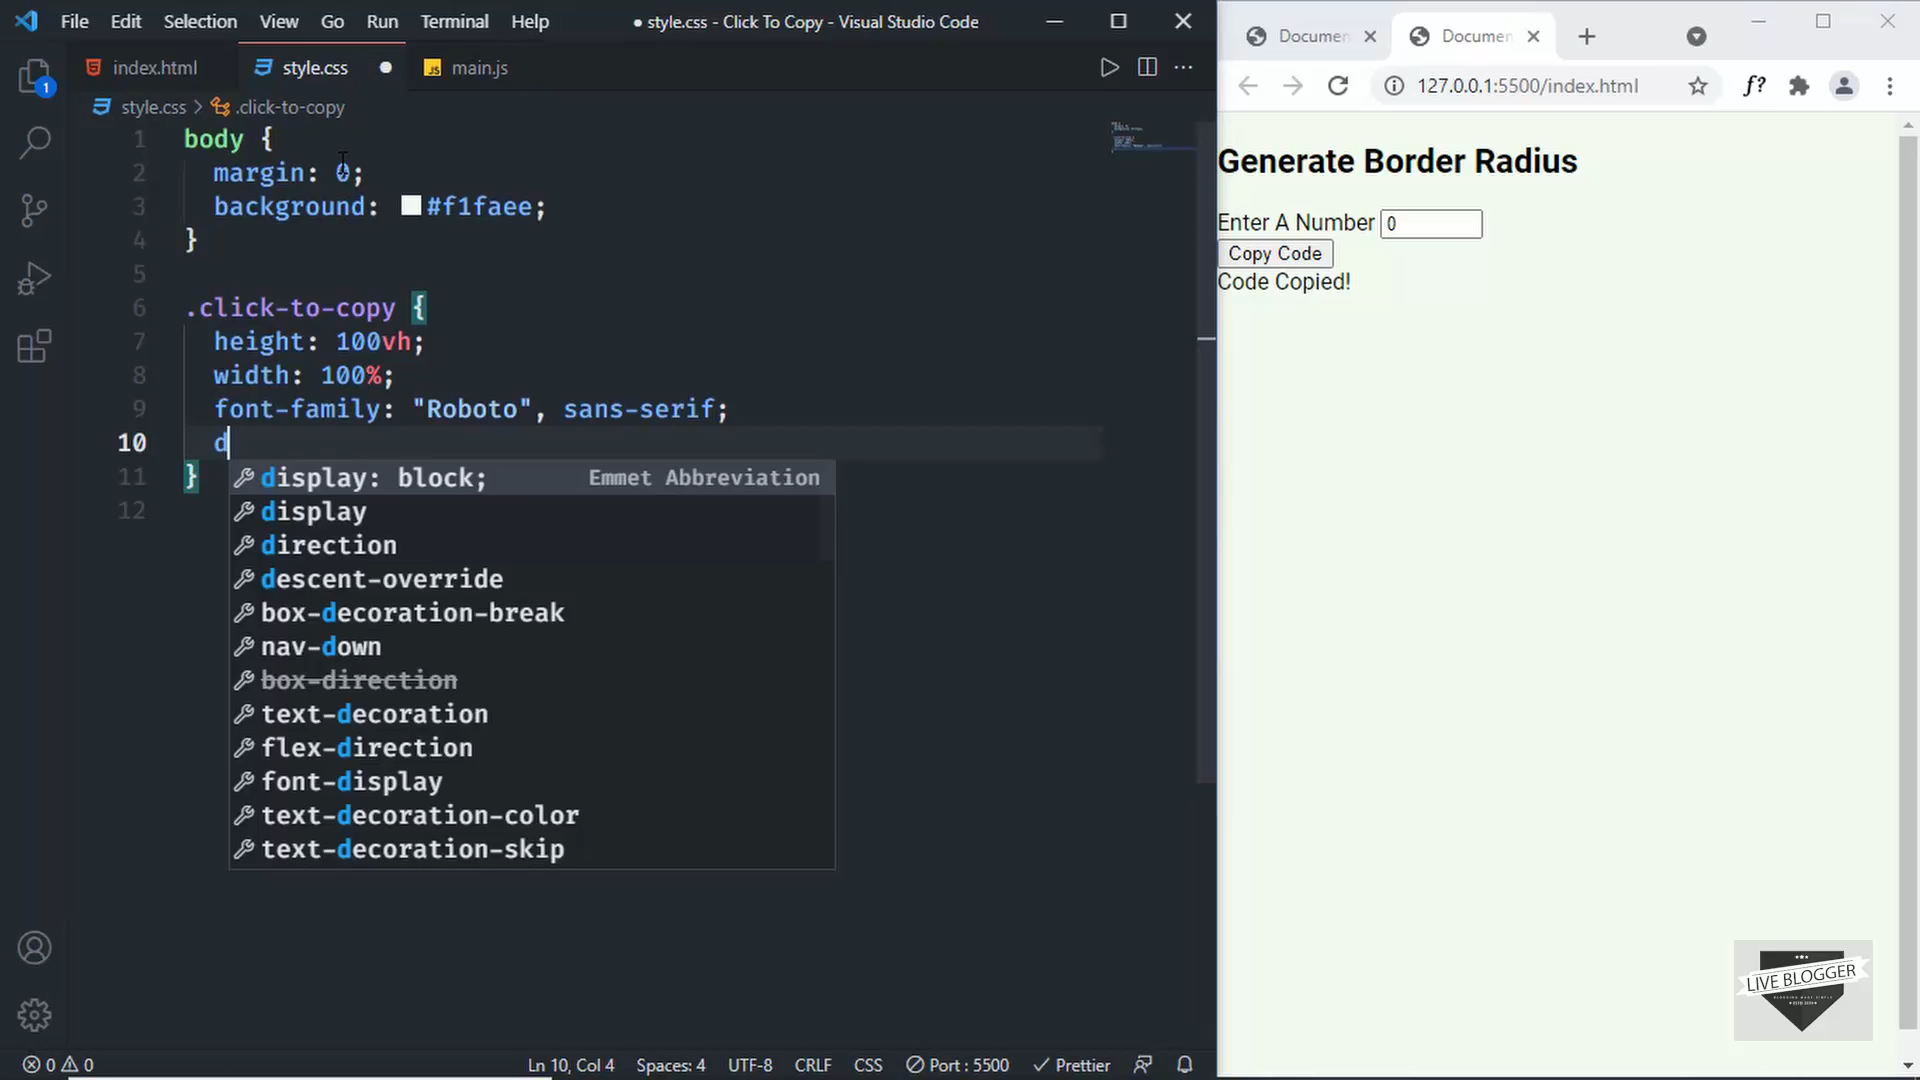 File Edit Selection View Go Run Terminal Help
● style.css - Click To Copy - Visual Studio Code
index.html style.css ● main.js
style.css > .click-to-copy
1 body {
2 margin: 0;
3 background: #f1faee;
4 }
5
6 .click-to-copy {
7 height: 100vh;
8 width: 100%;
9 font-family: "Roboto", sans-serif;
10 d
11 }
12
display: block; Emmet Abbreviation
display
direction
descent-override
box-decoration-break
nav-down
box-direction
text-decoration
flex-direction
font-display
text-decoration-color
text-decoration-skip
1
0 0
Ln 10, Col 4 Spaces: 4 UTF-8 CRLF CSS Port : 5500 Prettier
Documen Documen
127.0.0.1:5500/index.html f?
Generate Border Radius
Enter A Number 0
Copy Code
Code Copied!
LIVE BLOGGER